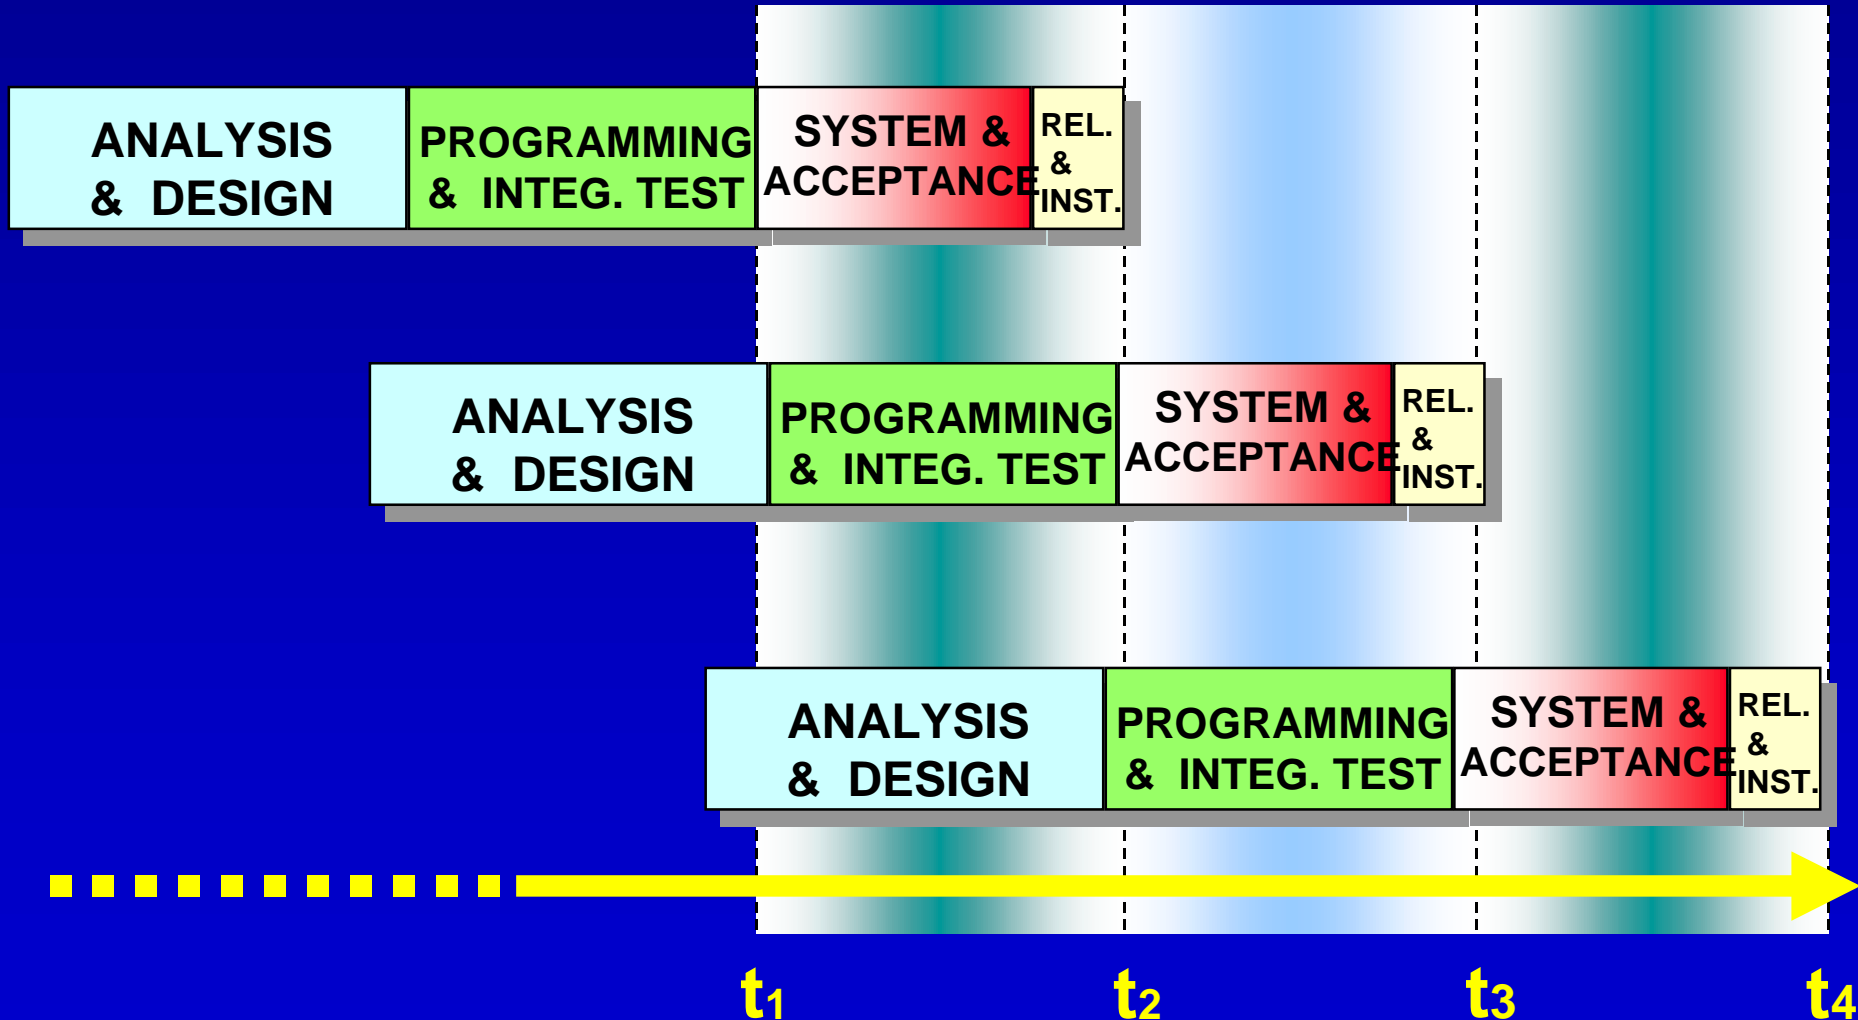 ANALYSIS
& DESIGN
PROGRAMMING
& INTEG. TEST
SYSTEM &
ACCEPTANCE
REL.
&
INST.
ANALYSIS
& DESIGN
PROGRAMMING
& INTEG. TEST
SYSTEM &
ACCEPTANCE
REL.
&
INST.
ANALYSIS
& DESIGN
PROGRAMMING
& INTEG. TEST
SYSTEM &
ACCEPTANCE
REL.
&
INST.
t1 t2 t3 t4